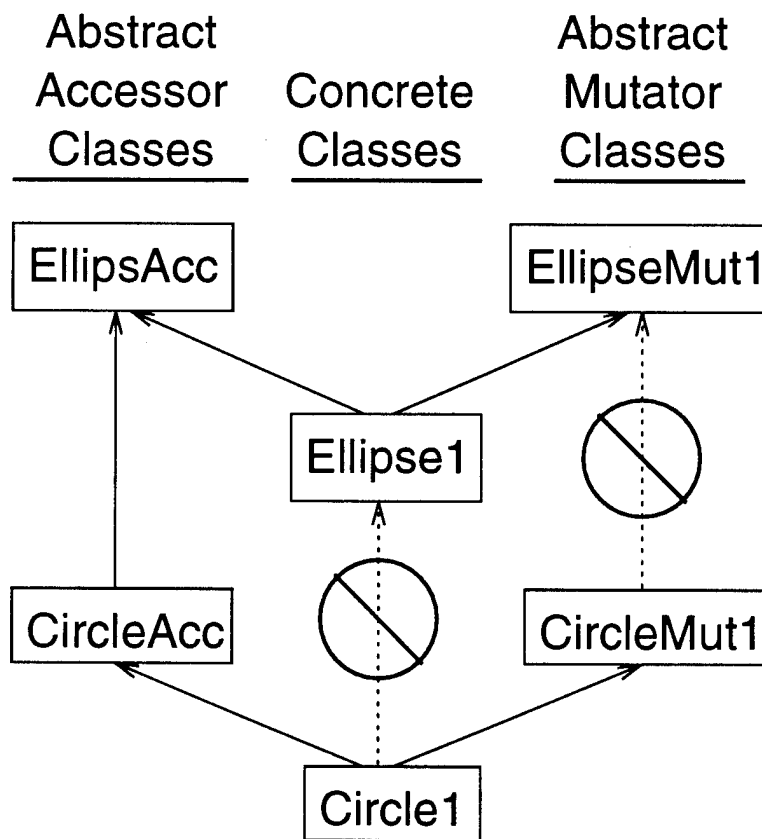 Abstract
Accessor
Classes
Concrete
Classes
Abstract
Mutator
Classes
EllipsAcc
EllipseMut1
Ellipse1
CircleAcc
CircleMut1
Circle1